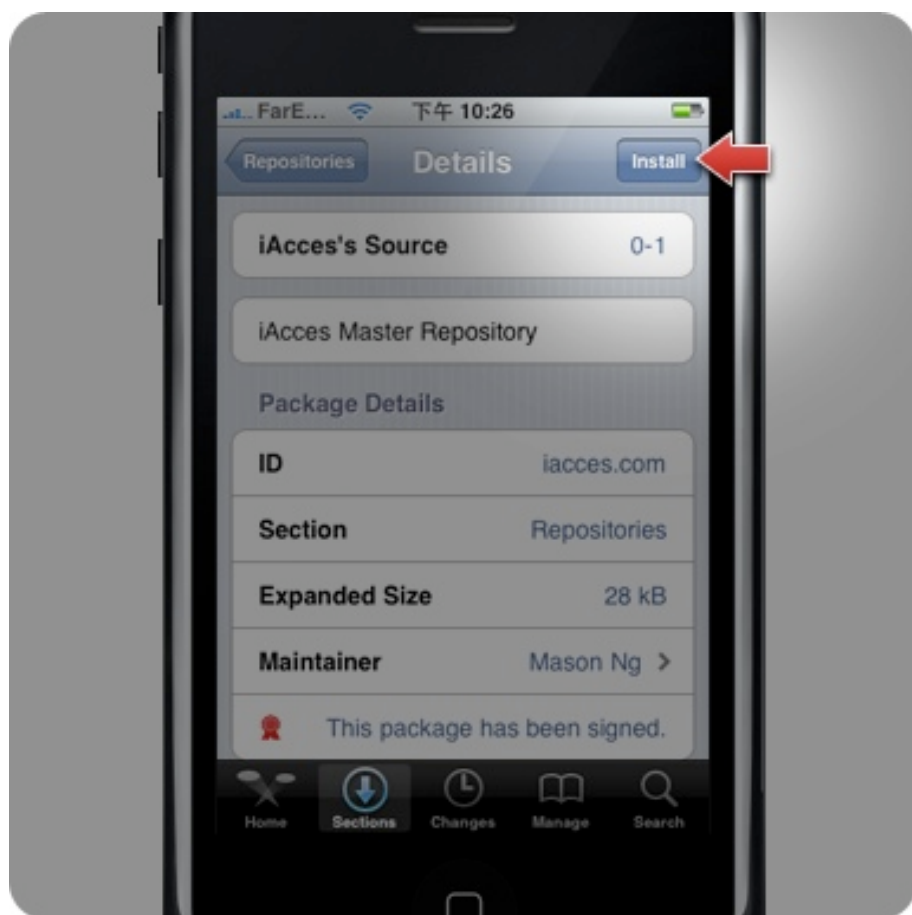 FarE... 下午 10:26
Repositories Details Install
iAcces's Source 0-1
iAcces Master Repository
Package Details
ID iacces.com
Section Repositories
Expanded Size 28 kB
Maintainer Mason Ng
This package has been signed.
Home Sections Changes Manage Search